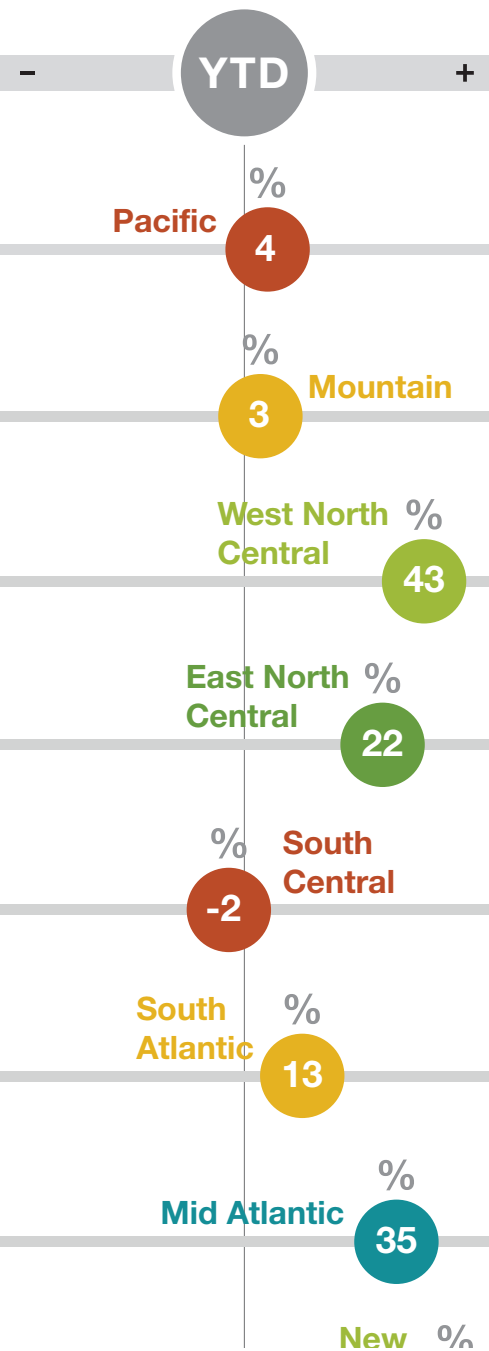 YTD
- +
%
Pacific
4
%
Mountain
3
West North %
Central
43
East North %
Central
22
% South
Central
-2
South %
Atlantic
13
%
Mid Atlantic
35
New %